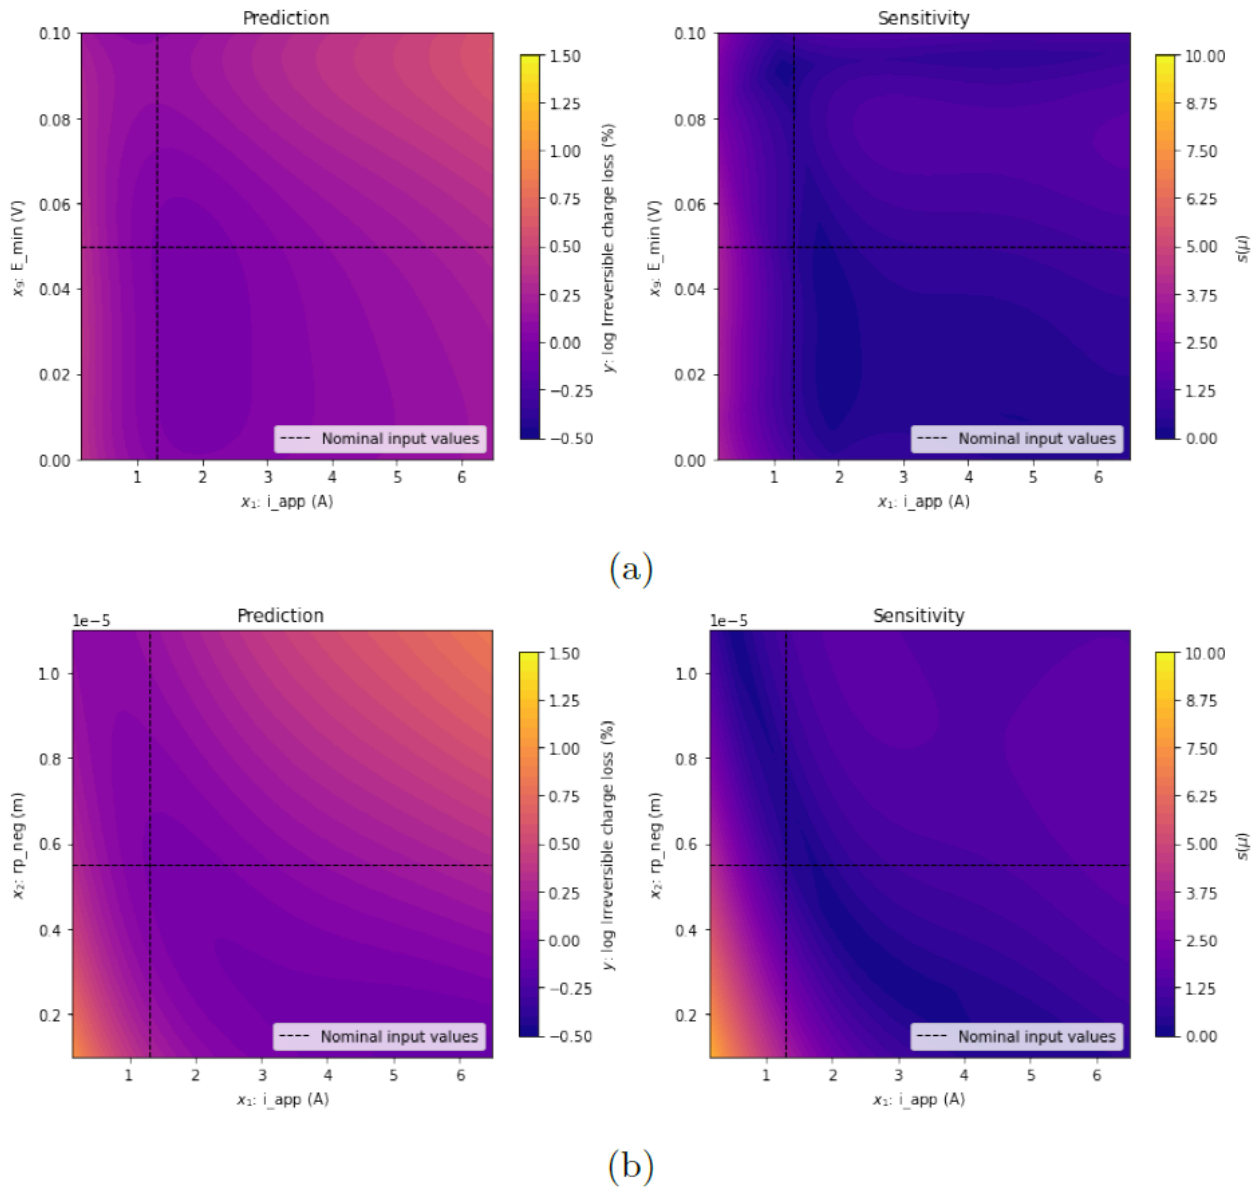 Prediction
Sensitivity
0.10
0.08
0.06
0.04
0.02
0.00
x₉: E_min (V)
1 2 3 4 5 6
x₁: i_app (A)
Nominal input values
1.50
1.25
1.00
0.75
0.50
0.25
0.00
−0.25
−0.50
y: log Irreversible charge loss (%)
0.10
0.08
0.06
0.04
0.02
0.00
x₉: E_min (V)
1 2 3 4 5 6
x₁: i_app (A)
Nominal input values
10.00
8.75
7.50
6.25
5.00
3.75
2.50
1.25
0.00
s(μ)
(a)
Prediction
Sensitivity
1e−5
1.0
0.8
0.6
0.4
0.2
x₂: rp_neg (m)
1 2 3 4 5 6
x₁: i_app (A)
Nominal input values
1.50
1.25
1.00
0.75
0.50
0.25
0.00
−0.25
−0.50
y: log Irreversible charge loss (%)
1e−5
1.0
0.8
0.6
0.4
0.2
x₂: rp_neg (m)
1 2 3 4 5 6
x₁: i_app (A)
Nominal input values
10.00
8.75
7.50
6.25
5.00
3.75
2.50
1.25
0.00
s(μ)
(b)